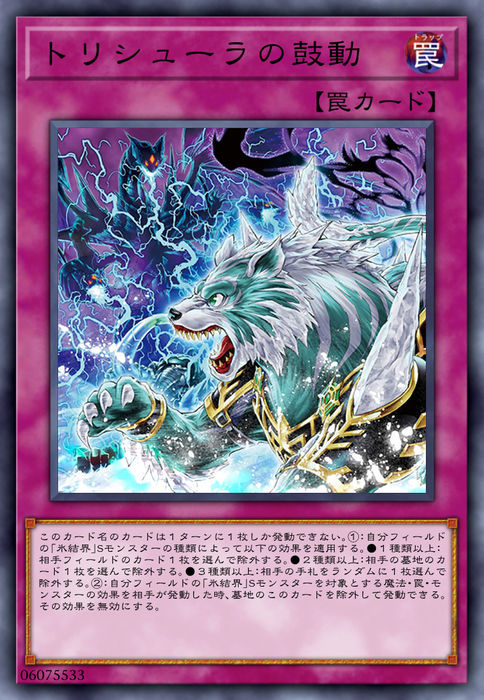 トリシューラの鼓動
トラップ
罠
【罠カード】
このカード名のカードは1ターンに1枚しか発動できない。①:自分フィールド
の「氷結界」Sモンスターの種類によって以下の効果を適用する。●1種類以上:
相手フィールドのカード1枚を選んで除外する。●2種類以上:相手の墓地のカ
ード1枚を選んで除外する。●3種類以上:相手の手札をランダムに1枚選んで
除外する。②:自分フィールドの「氷結界」Sモンスターを対象とする魔法・罠・モ
ンスターの効果を相手が発動した時、墓地のこのカードを除外して発動できる。
その効果を無効にする。
06075533